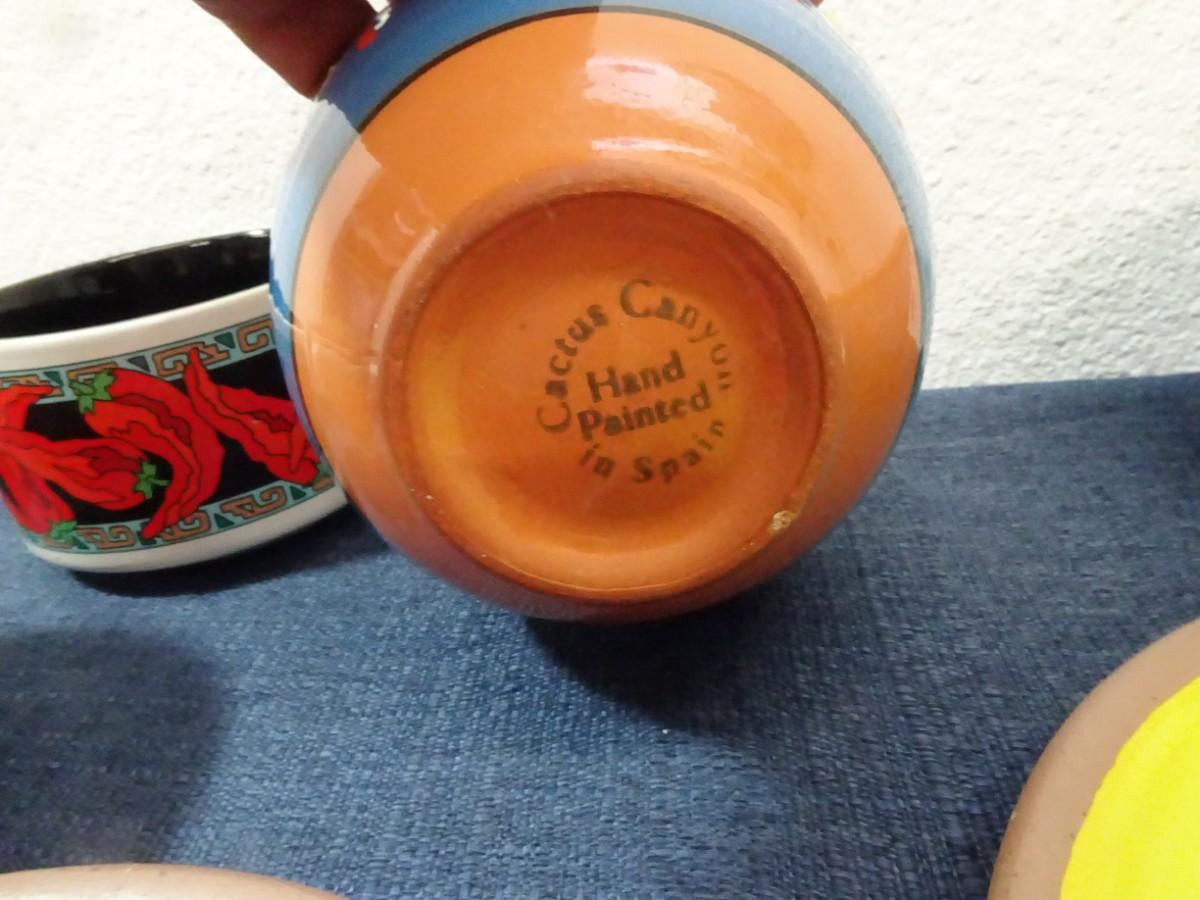 Cactus Canyon
Hand
Painted
in Spain